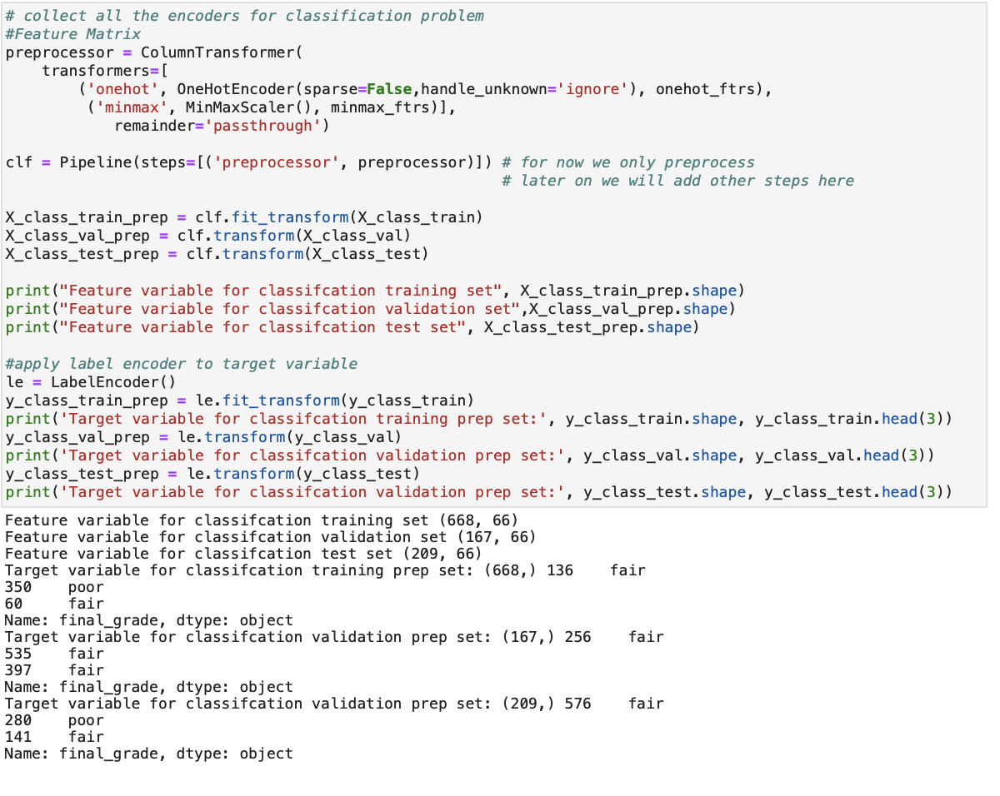 # collect all the encoders for classification problem
#Feature Matrix
preprocessor = ColumnTransformer(
    transformers=[
        ('onehot', OneHotEncoder(sparse=False,handle_unknown='ignore'), onehot_ftrs),
         ('minmax', MinMaxScaler(), minmax_ftrs)],
            remainder='passthrough')
clf = Pipeline(steps=[('preprocessor', preprocessor)]) # for now we only preprocess
                                                       # later on we will add other steps here
X_class_train_prep = clf.fit_transform(X_class_train)
X_class_val_prep = clf.transform(X_class_val)
X_class_test_prep = clf.transform(X_class_test)
print("Feature variable for classifcation training set", X_class_train_prep.shape)
print("Feature variable for classifcation validation set",X_class_val_prep.shape)
print("Feature variable for classifcation test set", X_class_test_prep.shape)
#apply label encoder to target variable
le = LabelEncoder()
y_class_train_prep = le.fit_transform(y_class_train)
print('Target variable for classifcation training prep set:', y_class_train.shape, y_class_train.head(3))
y_class_val_prep = le.transform(y_class_val)
print('Target variable for classifcation validation prep set:', y_class_val.shape, y_class_val.head(3))
y_class_test_prep = le.transform(y_class_test)
print('Target variable for classifcation validation prep set:', y_class_test.shape, y_class_test.head(3))
Feature variable for classifcation training set (668, 66)
Feature variable for classifcation validation set (167, 66)
Feature variable for classifcation test set (209, 66)
Target variable for classifcation training prep set: (668,) 136    fair
350    poor
60     fair
Name: final_grade, dtype: object
Target variable for classifcation validation prep set: (167,) 256    fair
535    fair
397    fair
Name: final_grade, dtype: object
Target variable for classifcation validation prep set: (209,) 576    fair
280    poor
141    fair
Name: final_grade, dtype: object